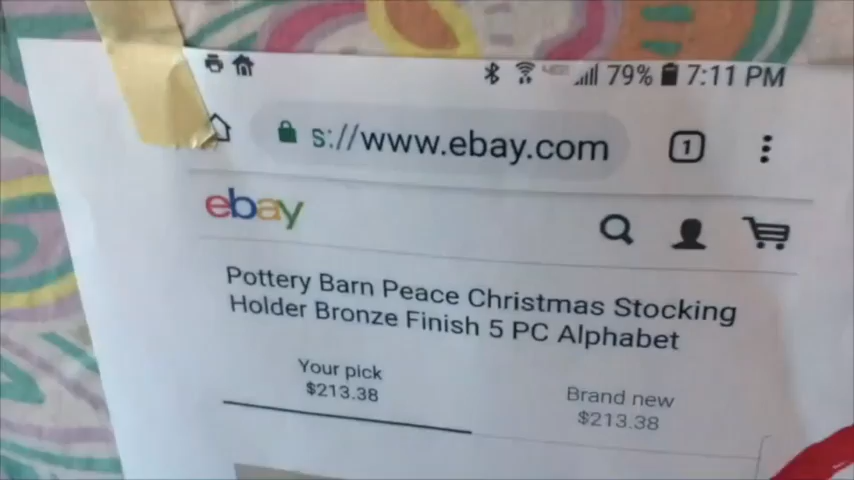 79% 7:11 PM
s://www.ebay.com 1
ebay
Pottery Barn Peace Christmas Stocking
Holder Bronze Finish 5 PC Alphabet
Your pick
$213.38
Brand new
$213.38